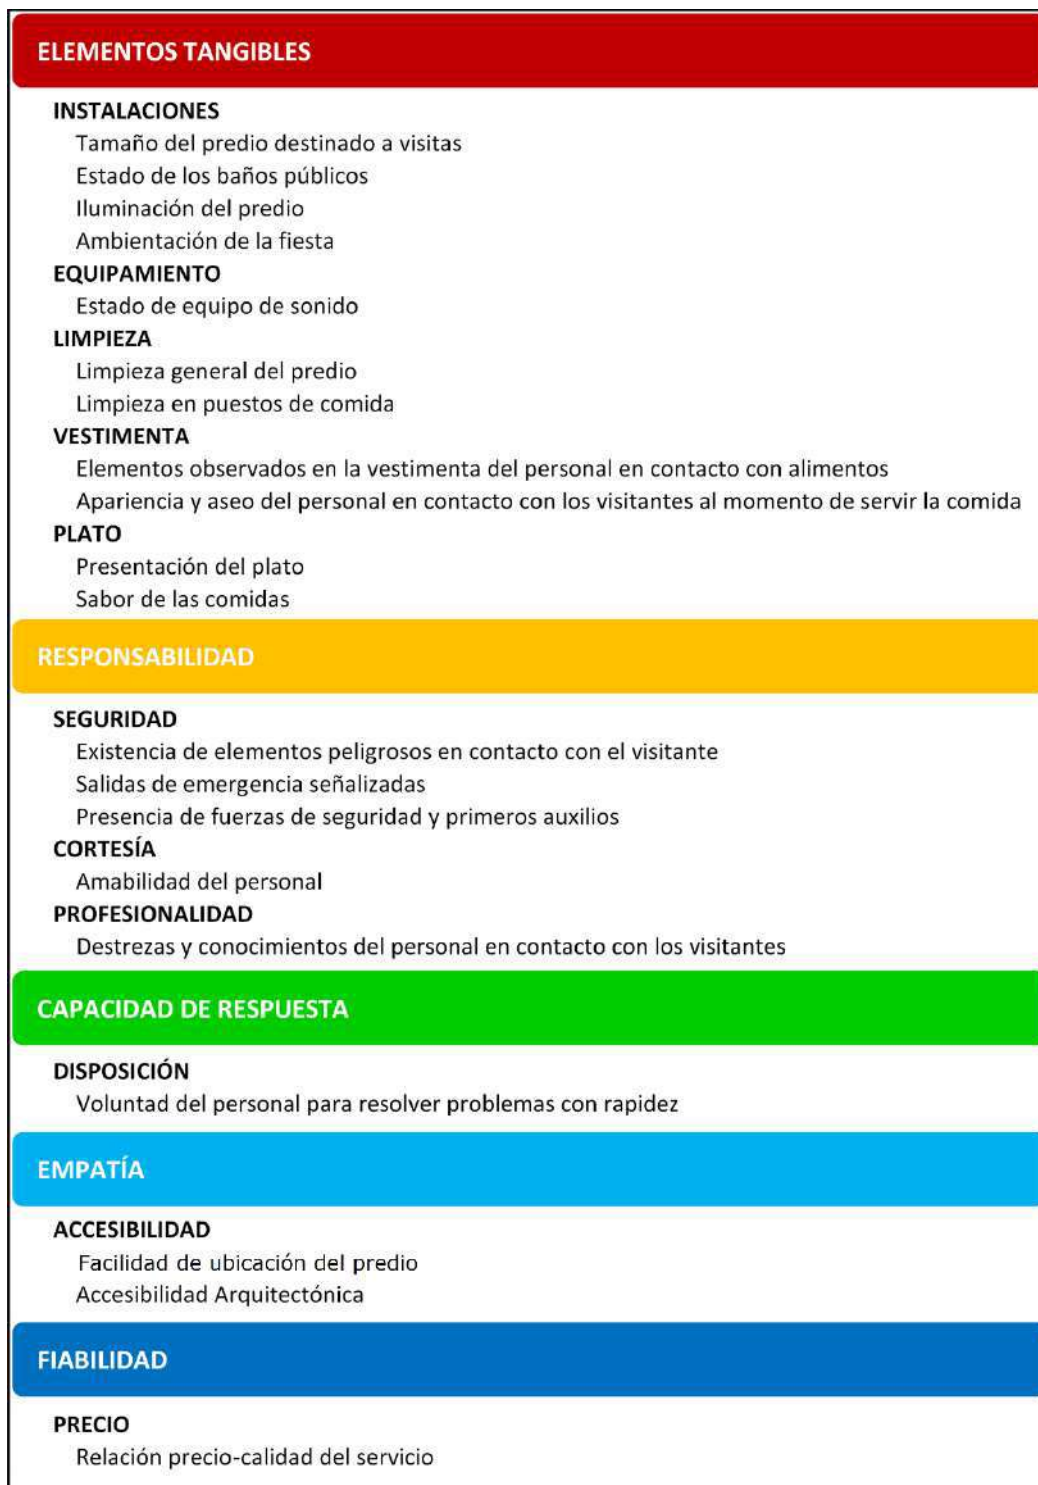 ELEMENTOS TANGIBLES
INSTALACIONES
Tamaño del predio destinado a visitas
Estado de los baños públicos
Iluminación del predio
Ambientación de la fiesta
EQUIPAMIENTO
Estado de equipo de sonido
LIMPIEZA
Limpieza general del predio
Limpieza en puestos de comida
VESTIMENTA
Elementos observados en la vestimenta del personal en contacto con alimentos
Apariencia y aseo del personal en contacto con los visitantes al momento de servir la comida
PLATO
Presentación del plato
Sabor de las comidas
RESPONSABILIDAD
SEGURIDAD
Existencia de elementos peligrosos en contacto con el visitante
Salidas de emergencia señalizadas
Presencia de fuerzas de seguridad y primeros auxilios
CORTESÍA
Amabilidad del personal
PROFESIONALIDAD
Destrezas y conocimientos del personal en contacto con los visitantes
CAPACIDAD DE RESPUESTA
DISPOSICIÓN
Voluntad del personal para resolver problemas con rapidez
EMPATÍA
ACCESIBILIDAD
Facilidad de ubicación del predio
Accesibilidad Arquitectónica
FIABILIDAD
PRECIO
Relación precio-calidad del servicio